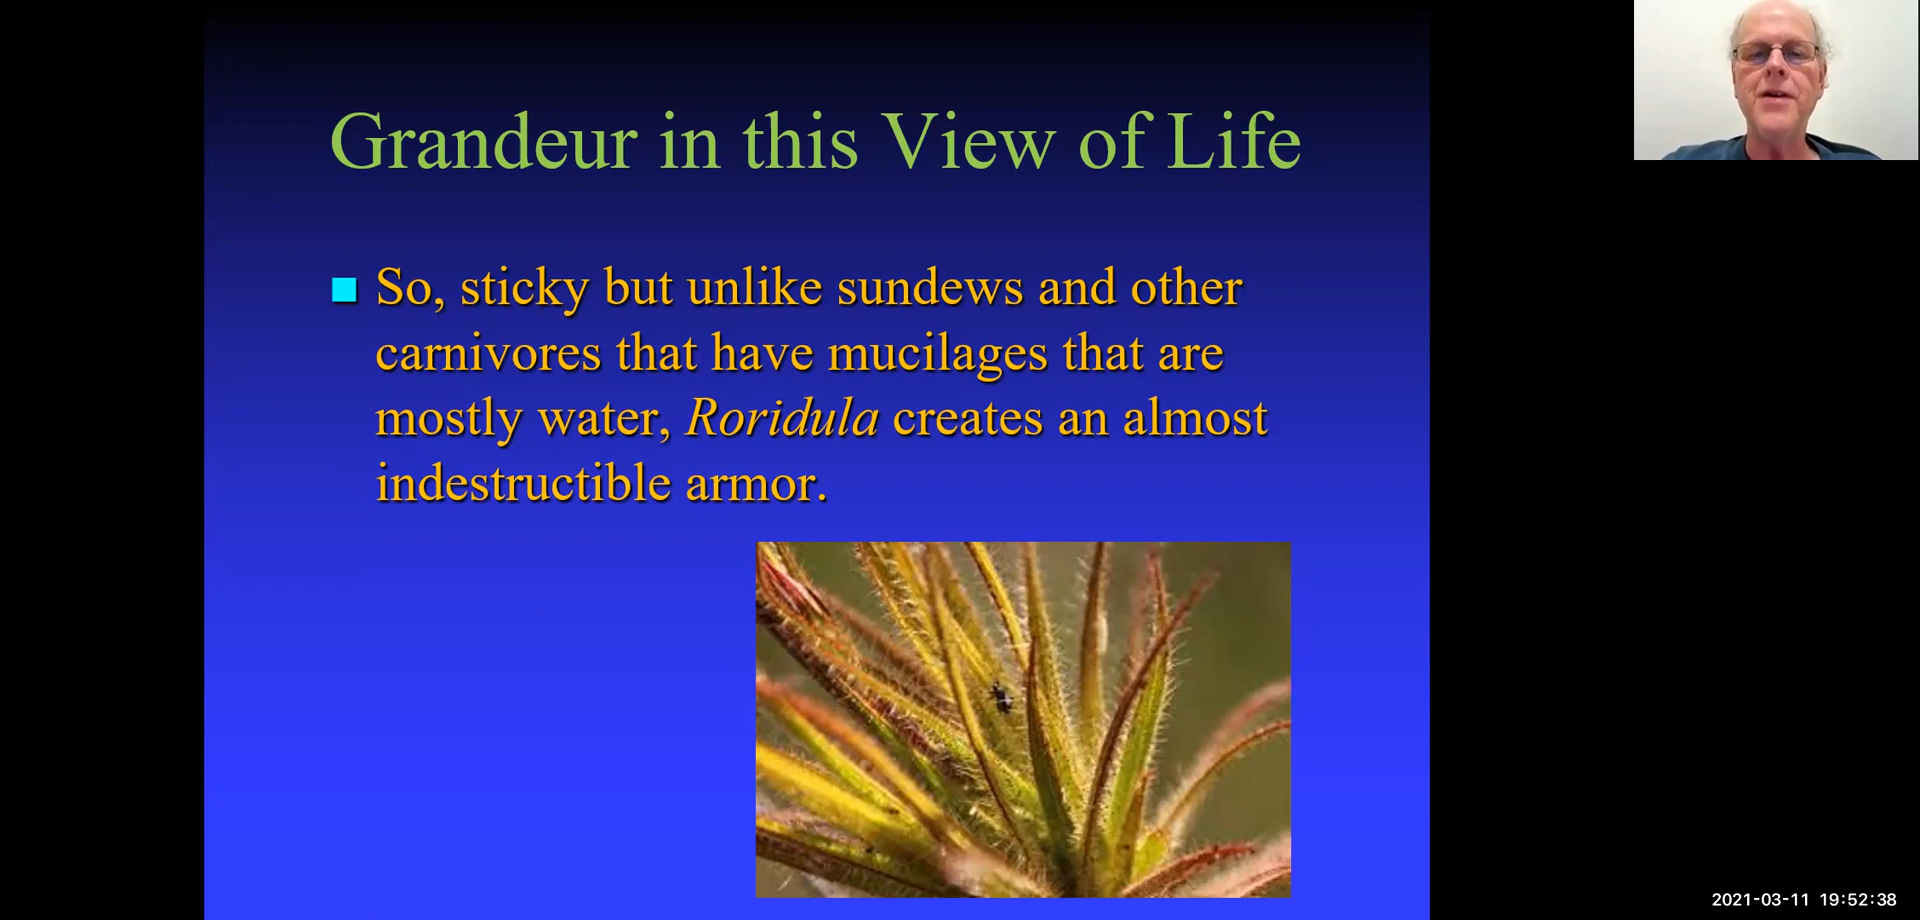 Grandeur in this View of Life
So, sticky but unlike sundews and other
carnivores that have mucilages that are
mostly water, Roridula creates an almost
indestructible armor.
2021-03-11 19:52:38